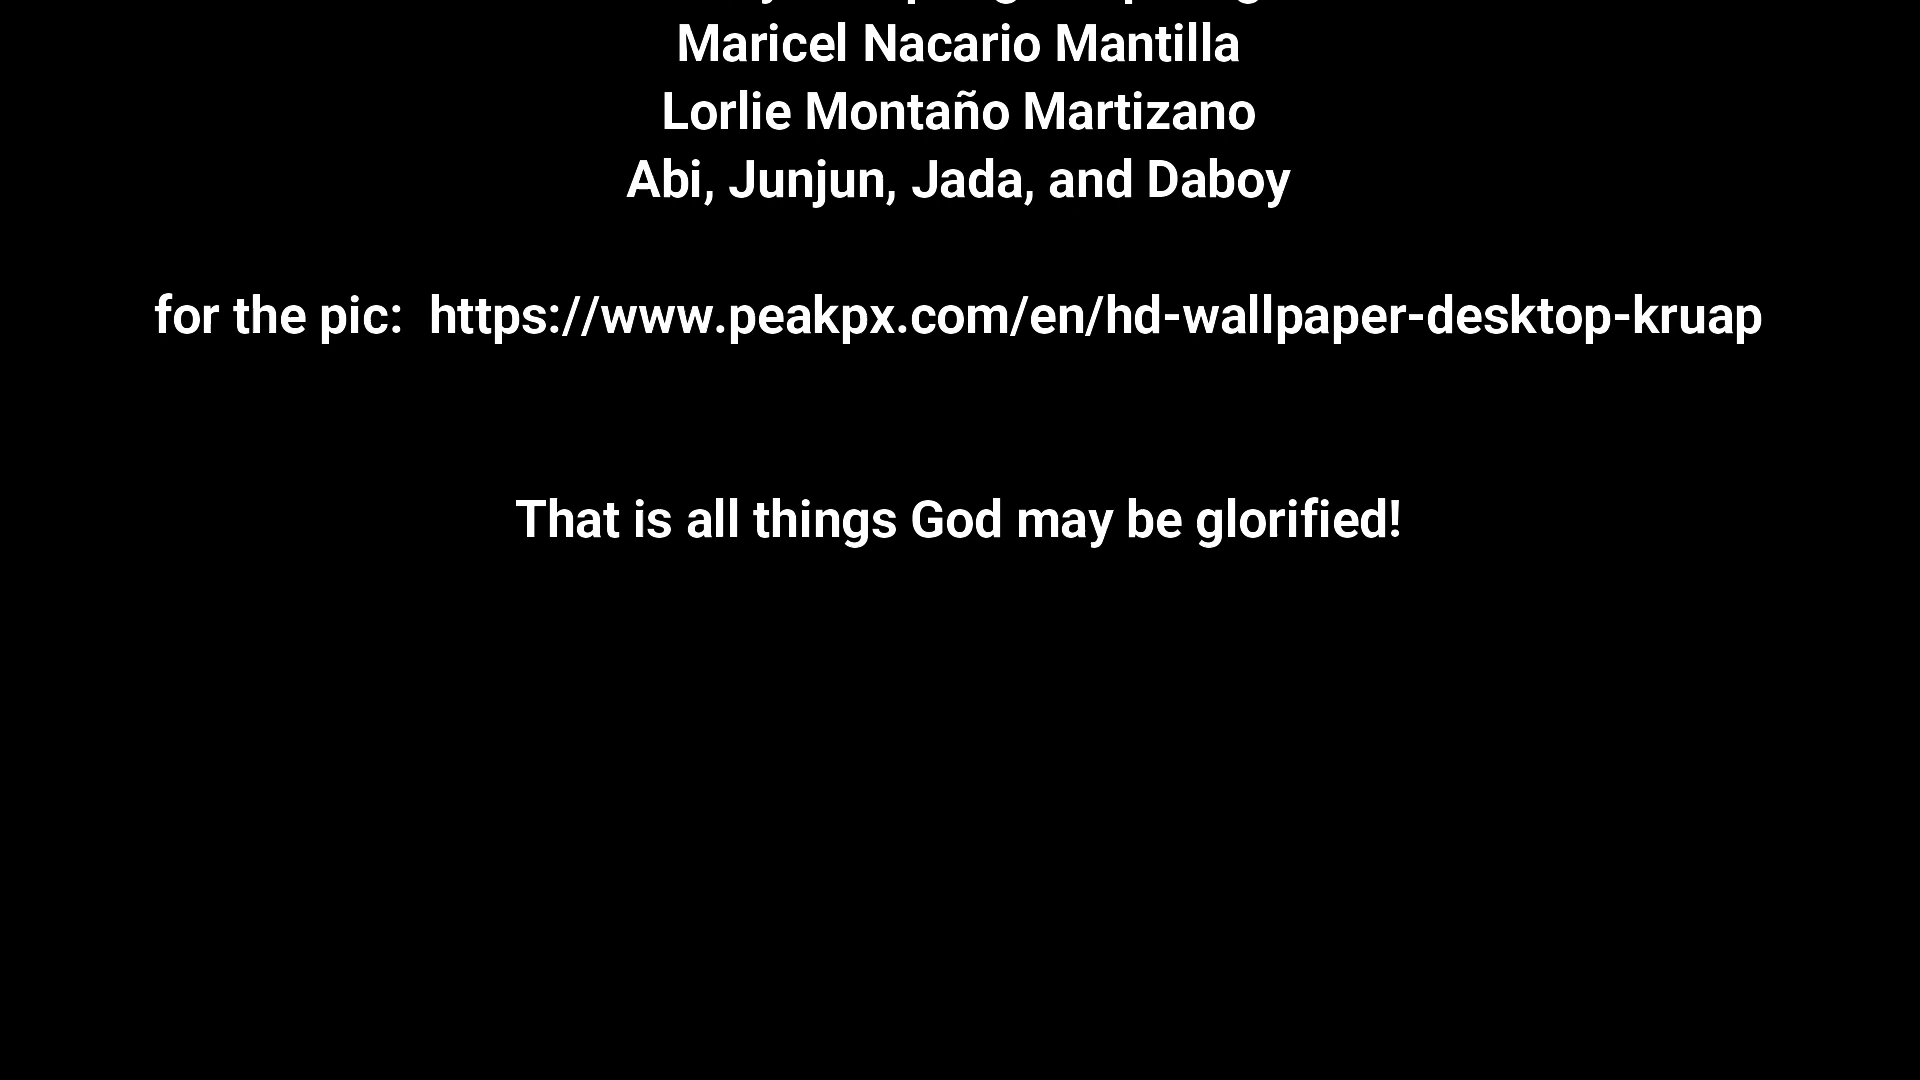 Maricel Nacario Mantilla
Lorlie Montaño Martizano
Abi, Junjun, Jada, and Daboy
for the pic:  https://www.peakpx.com/en/hd-wallpaper-desktop-kruap
That is all things God may be glorified!